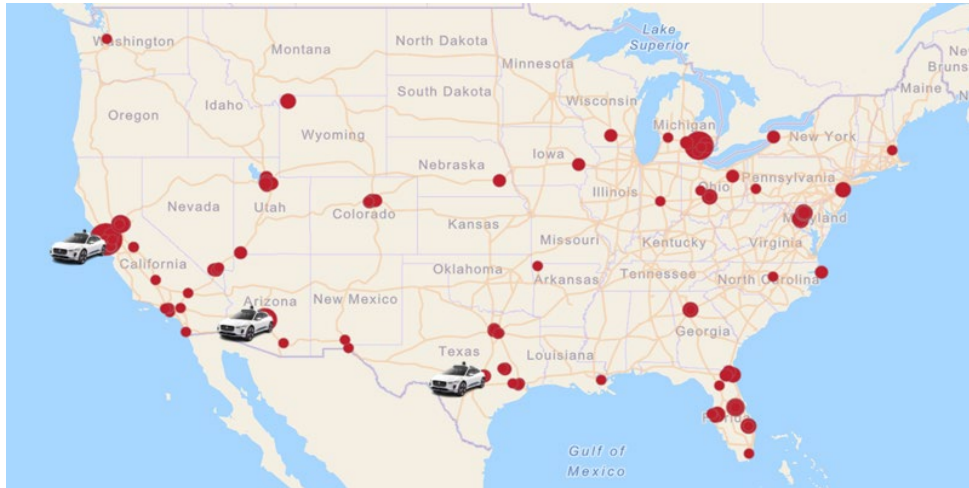 Lake
Superior
Washington
Montana
North Dakota
Minnesota
New
Bruns
Maine
N
Oregon
Idaho
South Dakota
Wisconsin
Michigan
New York
Wyoming
Nebraska
Iowa
Illinois
Ohio
Pennsylvania
Nevada
Utah
Colorado
Kansas
Missouri
Kentucky
Virginia
Maryland
California
Oklahoma
Arkansas
Tennessee
North Carolina
Arizona
New Mexico
Texas
Louisiana
Georgia
Florida
Gulf of
Mexico